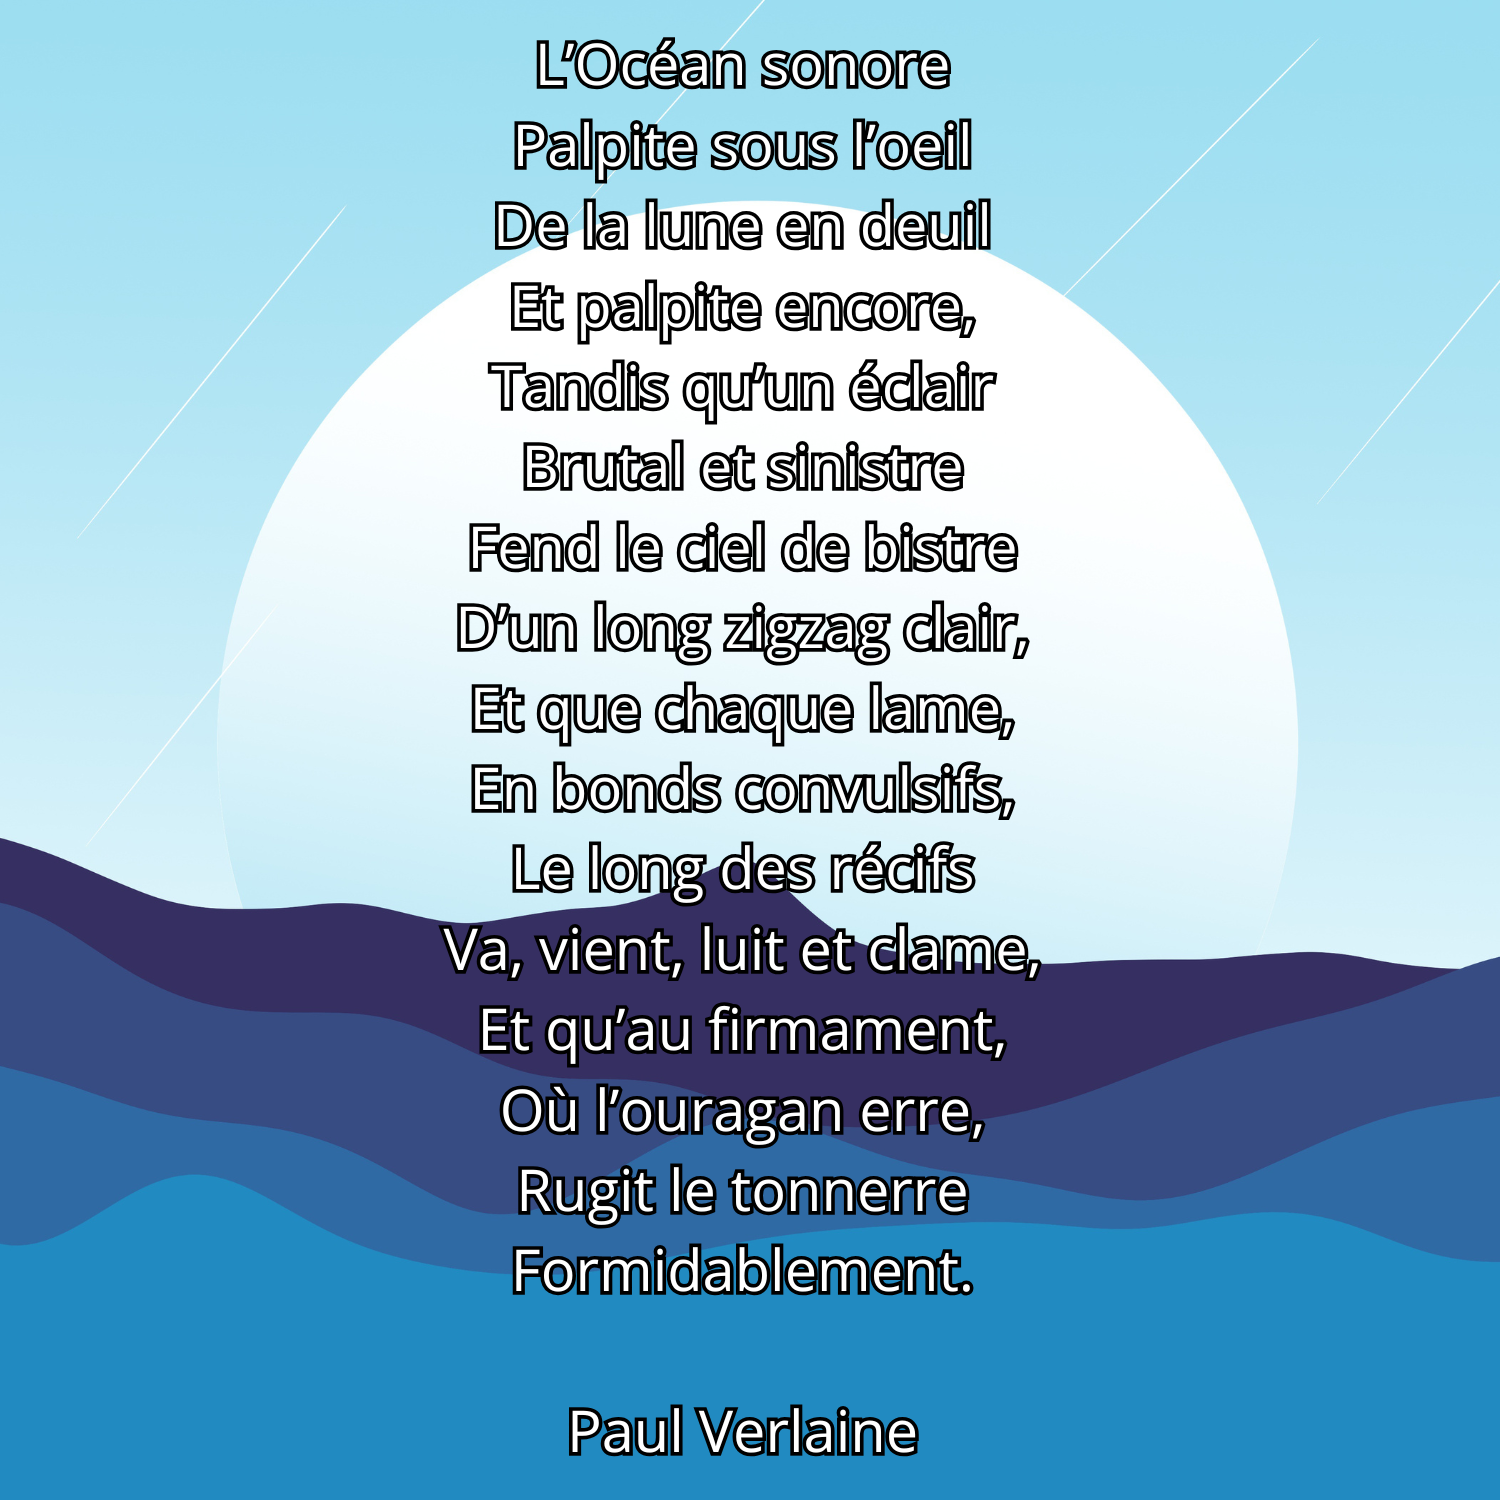 L’Océan sonore
Palpite sous l’oeil
De la lune en deuil
Et palpite encore,
Tandis qu’un éclair
Brutal et sinistre
Fend le ciel de bistre
D’un long zigzag clair,
Et que chaque lame,
En bonds convulsifs,
Le long des récifs
Va, vient, luit et clame,
Et qu’au firmament,
Où l’ouragan erre,
Rugit le tonnerre
Formidablement.
Paul Verlaine